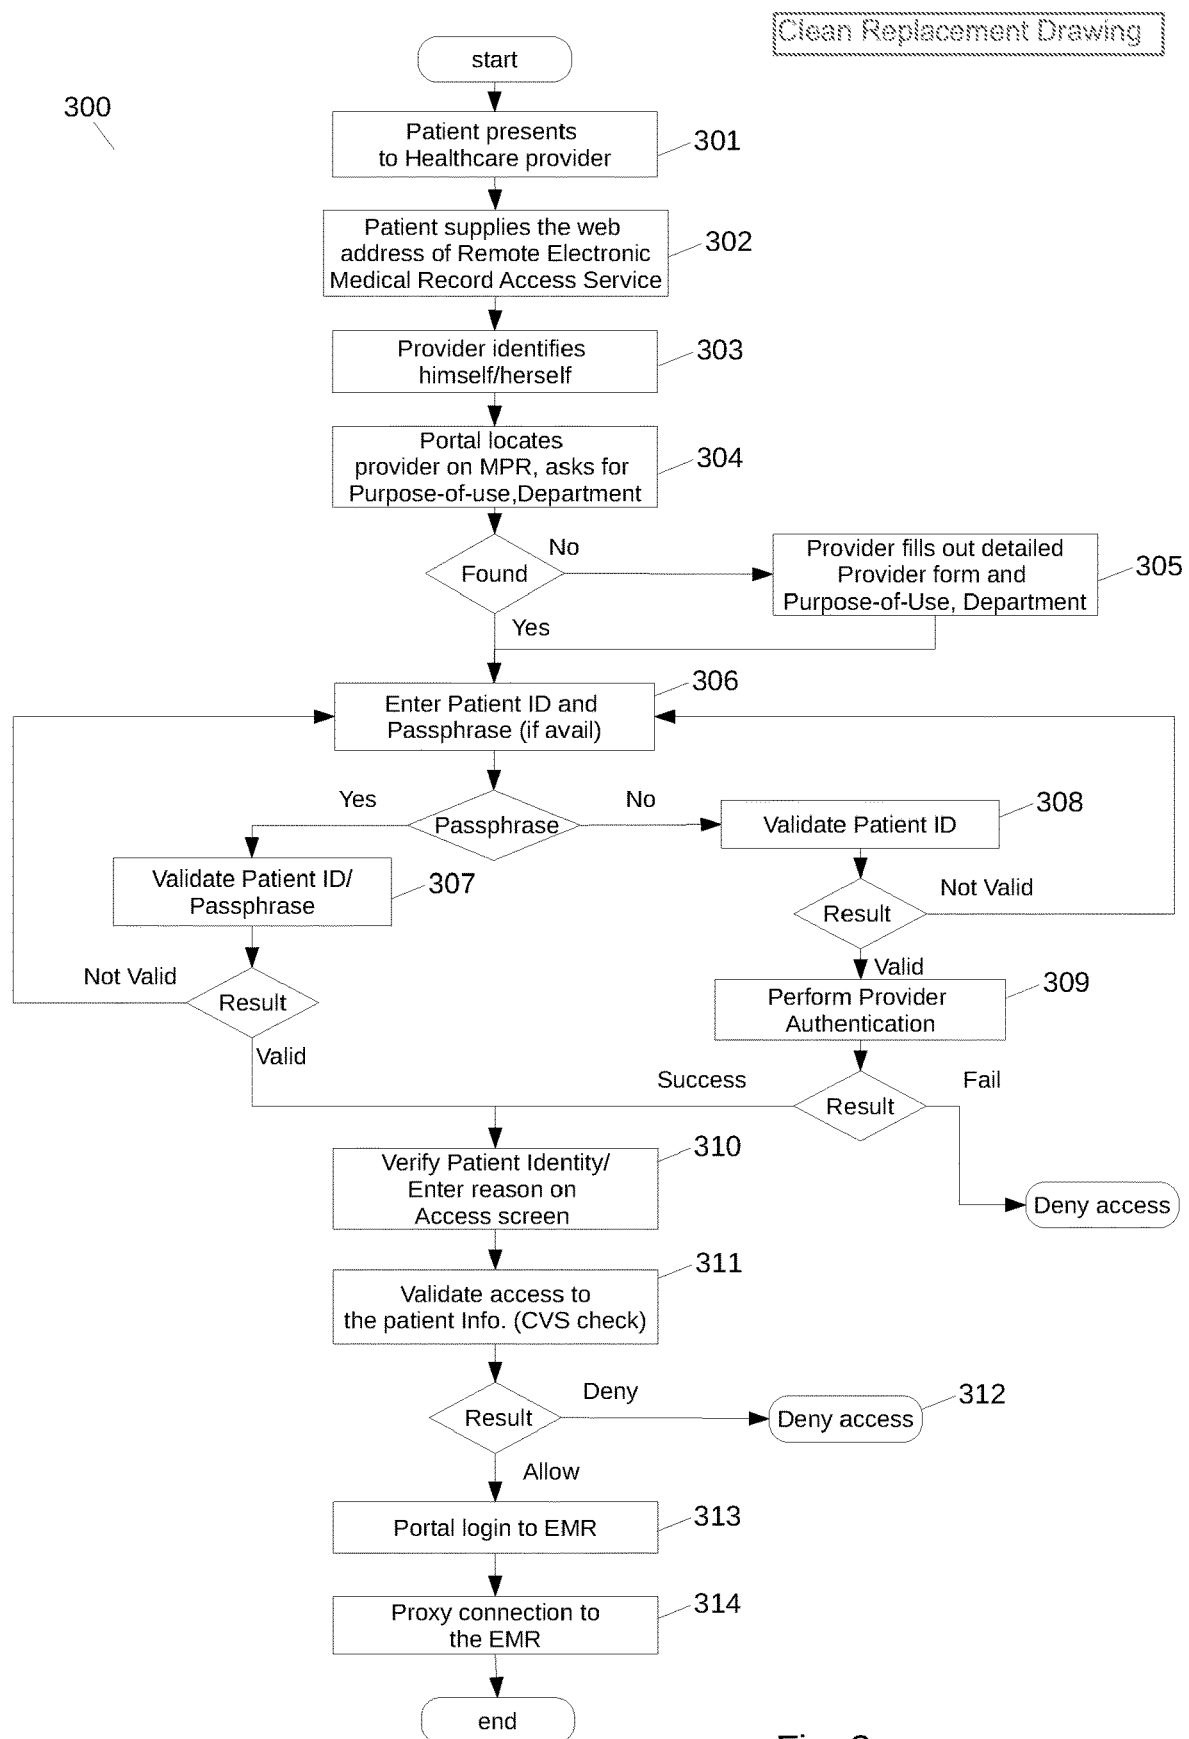 Clean Replacement Drawing
start
300
Patient presents
to Healthcare provider
301
Patient supplies the web
address of Remote Electronic
Medical Record Access Service
302
Provider identifies
himself/herself
303
Portal locates
provider on MPR, asks for
Purpose-of-use,Department
304
Found
No
Yes
Provider fills out detailed
Provider form and
Purpose-of-Use, Department
305
Enter Patient ID and
Passphrase (if avail)
306
Yes
Passphrase
No
Validate Patient ID
308
Validate Patient ID/
Passphrase
307
Result
Not Valid
Valid
Not Valid
Result
Valid
Perform Provider
Authentication
309
Success
Result
Fail
Deny access
Verify Patient Identity/
Enter reason on
Access screen
310
Validate access to
the patient Info. (CVS check)
311
Result
Deny
Deny access
312
Allow
Portal login to EMR
313
Proxy connection to
the EMR
314
end